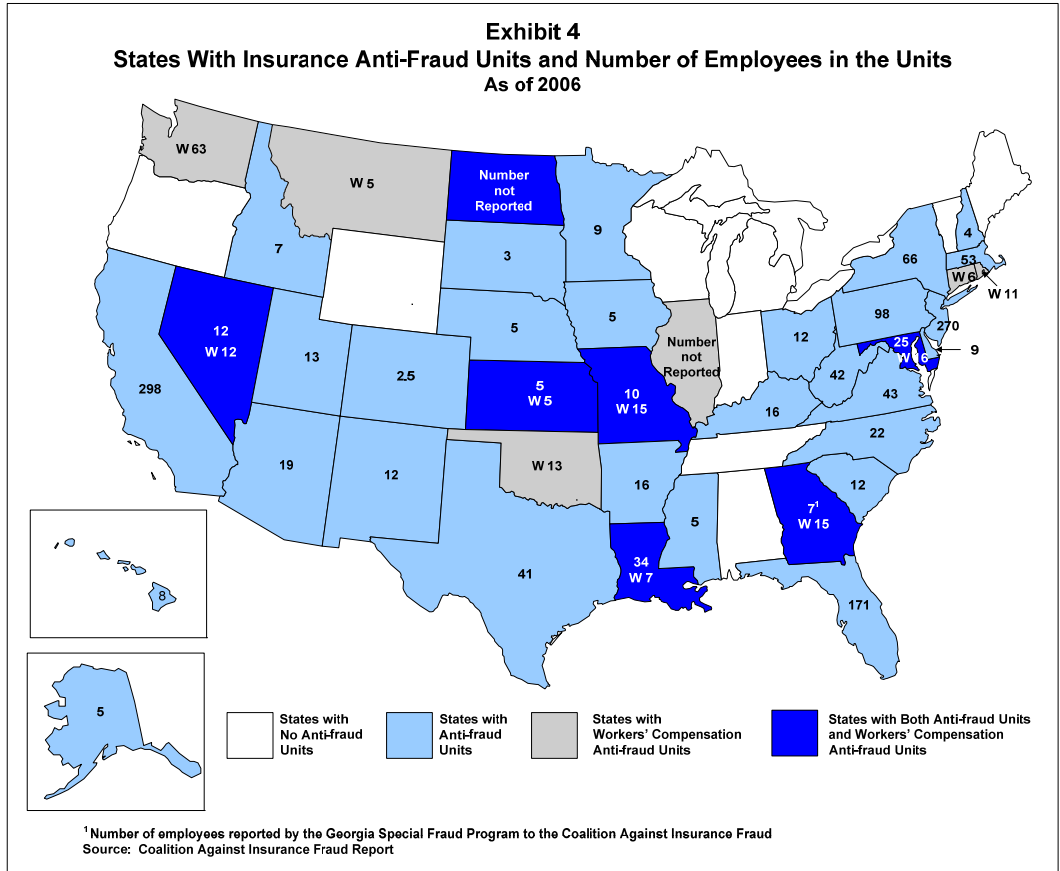 Exhibit 4
States With Insurance Anti-Fraud Units and Number of Employees in the Units
As of 2006
W 63
W 5
Number
not
Reported
9
7
3
4
66
53
W 6
W 11
5
5
12
98
270
9
12
W 12
13
2.5
Number
not
Reported
25
W 16
298
5
W 5
10
W 15
42
43
16
22
19
12
W 13
16
5
12
7¹
W 15
41
34
W 7
171
8
5
States with
No Anti-fraud
Units
States with
Anti-fraud
Units
States with
Workers' Compensation
Anti-fraud Units
States with Both Anti-fraud Units
and Workers' Compensation
Anti-fraud Units
¹ Number of employees reported by the Georgia Special Fraud Program to the Coalition Against Insurance Fraud
Source: Coalition Against Insurance Fraud Report